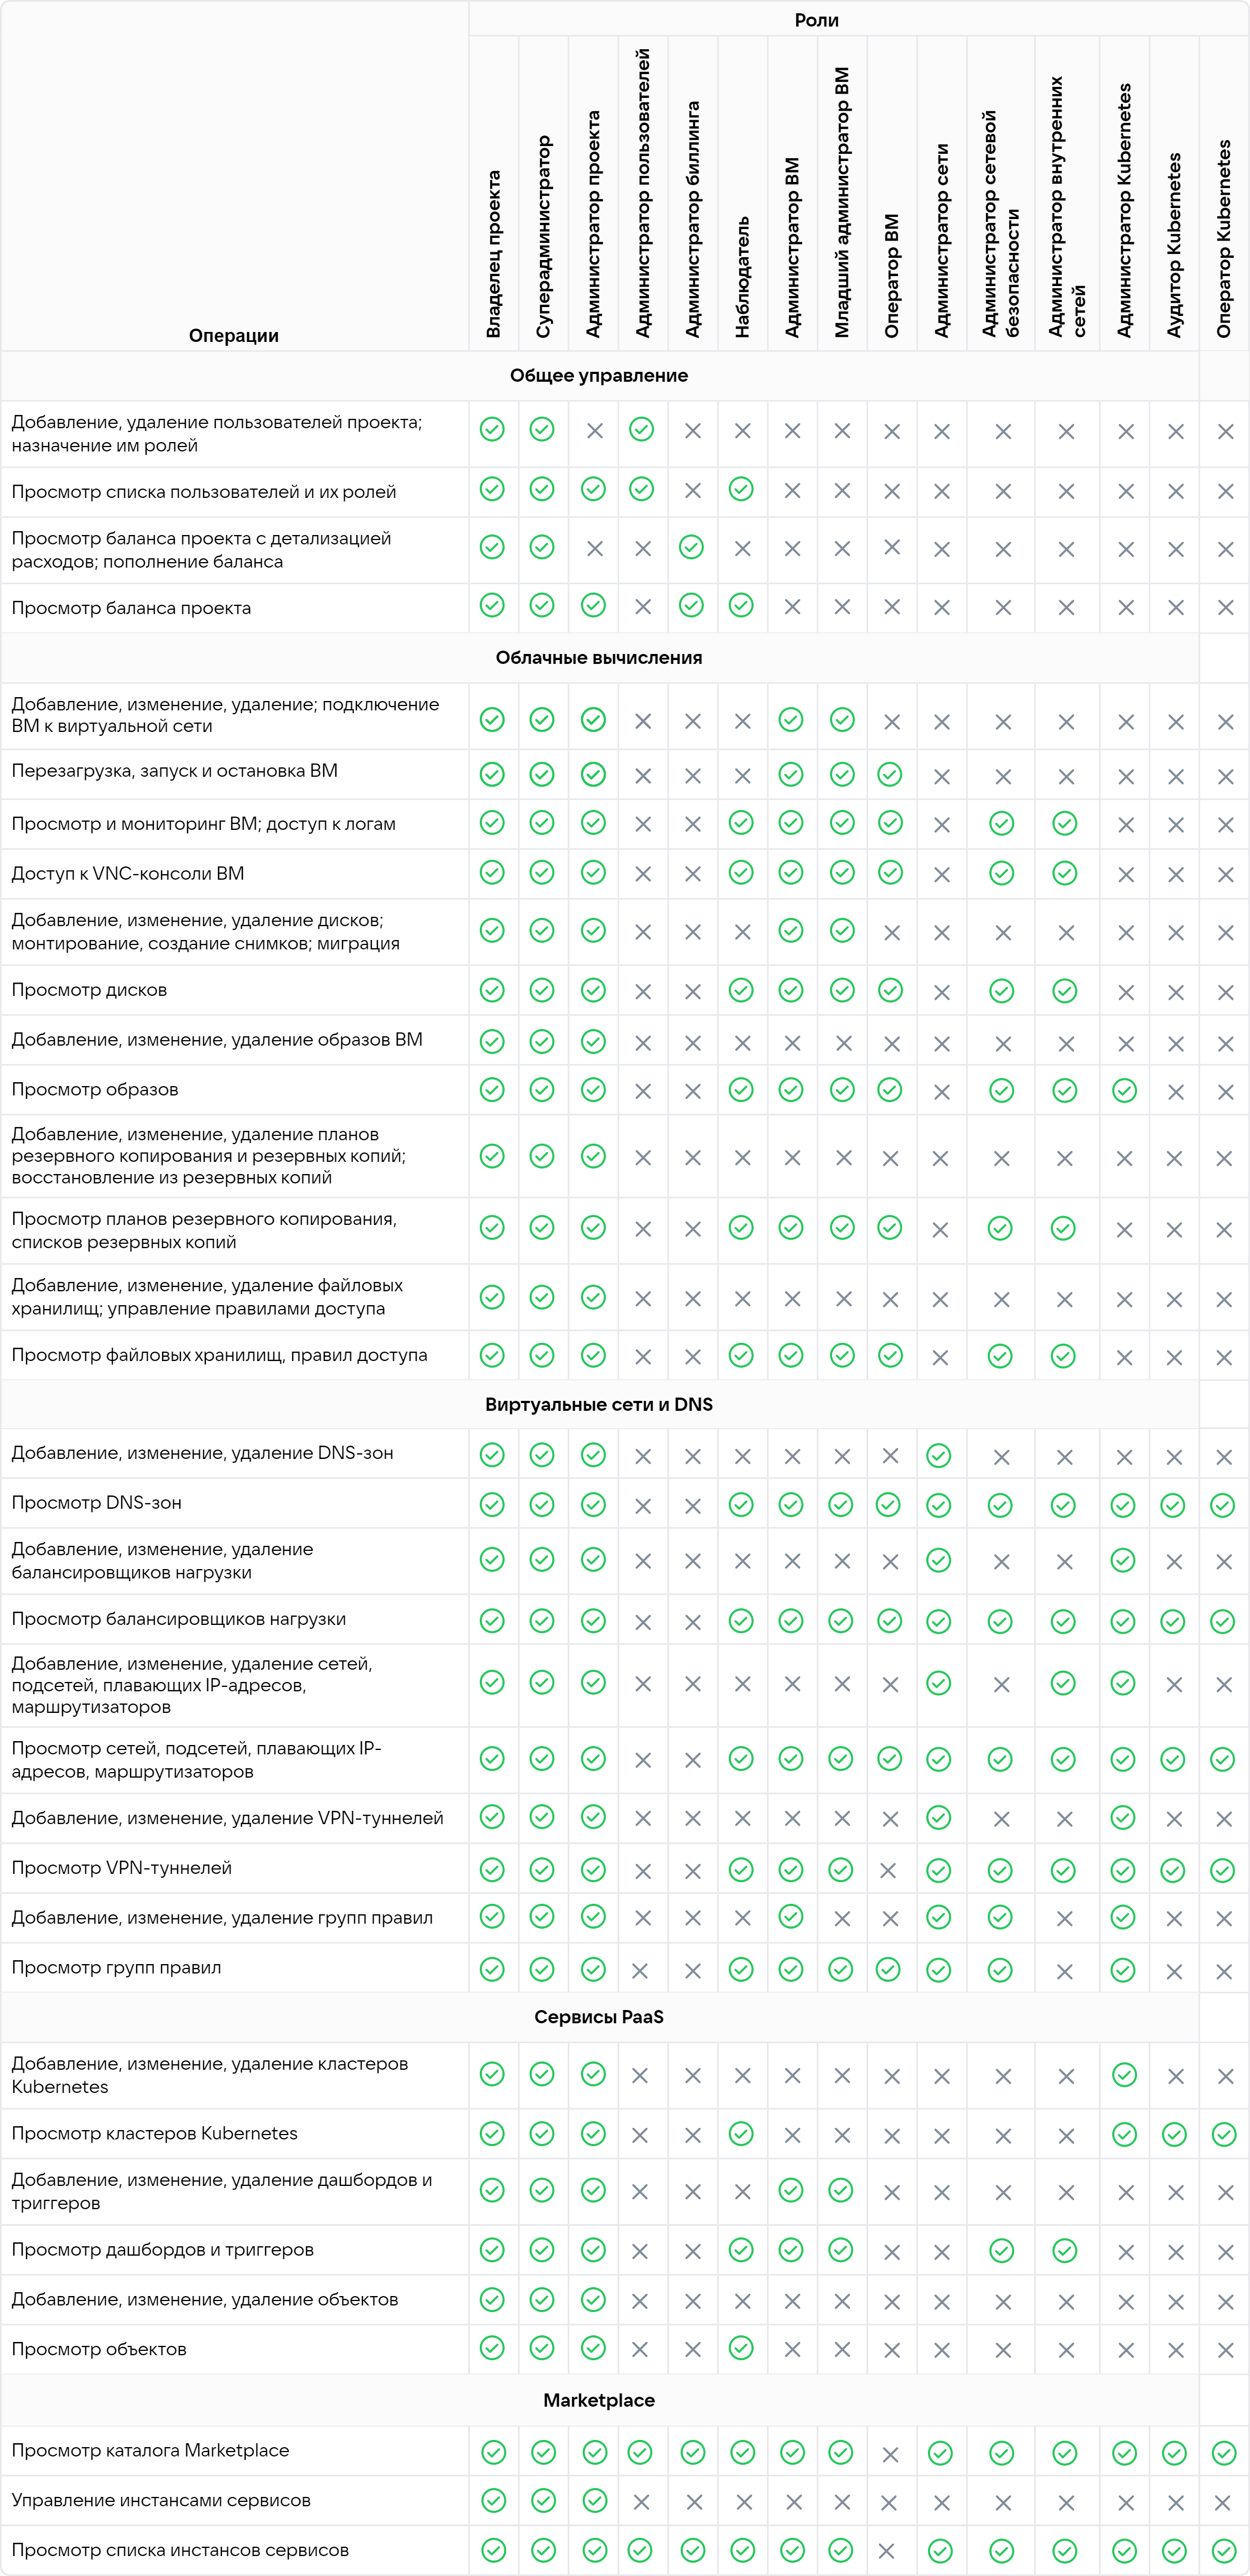 Роли
Операции
Владелец проекта
Суперадминистратор
Администратор проекта
Администратор пользователей
Администратор биллинга
Наблюдатель
Администратор ВМ
Младший администратор ВМ
Оператор ВМ
Администратор сети
Администратор сетевой
безопасности
Администратор внутренних
сетей
Администратор Kubernetes
Аудитор Kubernetes
Оператор Kubernetes
Общее управление
Добавление, удаление пользователей проекта;
назначение им ролей
Просмотр списка пользователей и их ролей
Просмотр баланса проекта с детализацией
расходов; пополнение баланса
Просмотр баланса проекта
Облачные вычисления
Добавление, изменение, удаление; подключение
ВМ к виртуальной сети
Перезагрузка, запуск и остановка ВМ
Просмотр и мониторинг ВМ; доступ к логам
Доступ к VNC-консоли ВМ
Добавление, изменение, удаление дисков;
монтирование, создание снимков; миграция
Просмотр дисков
Добавление, изменение, удаление образов ВМ
Просмотр образов
Добавление, изменение, удаление планов
резервного копирования и резервных копий;
восстановление из резервных копий
Просмотр планов резервного копирования,
списков резервных копий
Добавление, изменение, удаление файловых
хранилищ; управление правилами доступа
Просмотр файловых хранилищ, правил доступа
Виртуальные сети и DNS
Добавление, изменение, удаление DNS-зон
Просмотр DNS-зон
Добавление, изменение, удаление
балансировщиков нагрузки
Просмотр балансировщиков нагрузки
Добавление, изменение, удаление сетей,
подсетей, плавающих IP-адресов,
маршрутизаторов
Просмотр сетей, подсетей, плавающих IP-
адресов, маршрутизаторов
Добавление, изменение, удаление VPN-туннелей
Просмотр VPN-туннелей
Добавление, изменение, удаление групп правил
Просмотр групп правил
Сервисы PaaS
Добавление, изменение, удаление кластеров
Kubernetes
Просмотр кластеров Kubernetes
Добавление, изменение, удаление дашбордов и
триггеров
Просмотр дашбордов и триггеров
Добавление, изменение, удаление объектов
Просмотр объектов
Marketplace
Просмотр каталога Marketplace
Управление инстансами сервисов
Просмотр списка инстансов сервисов